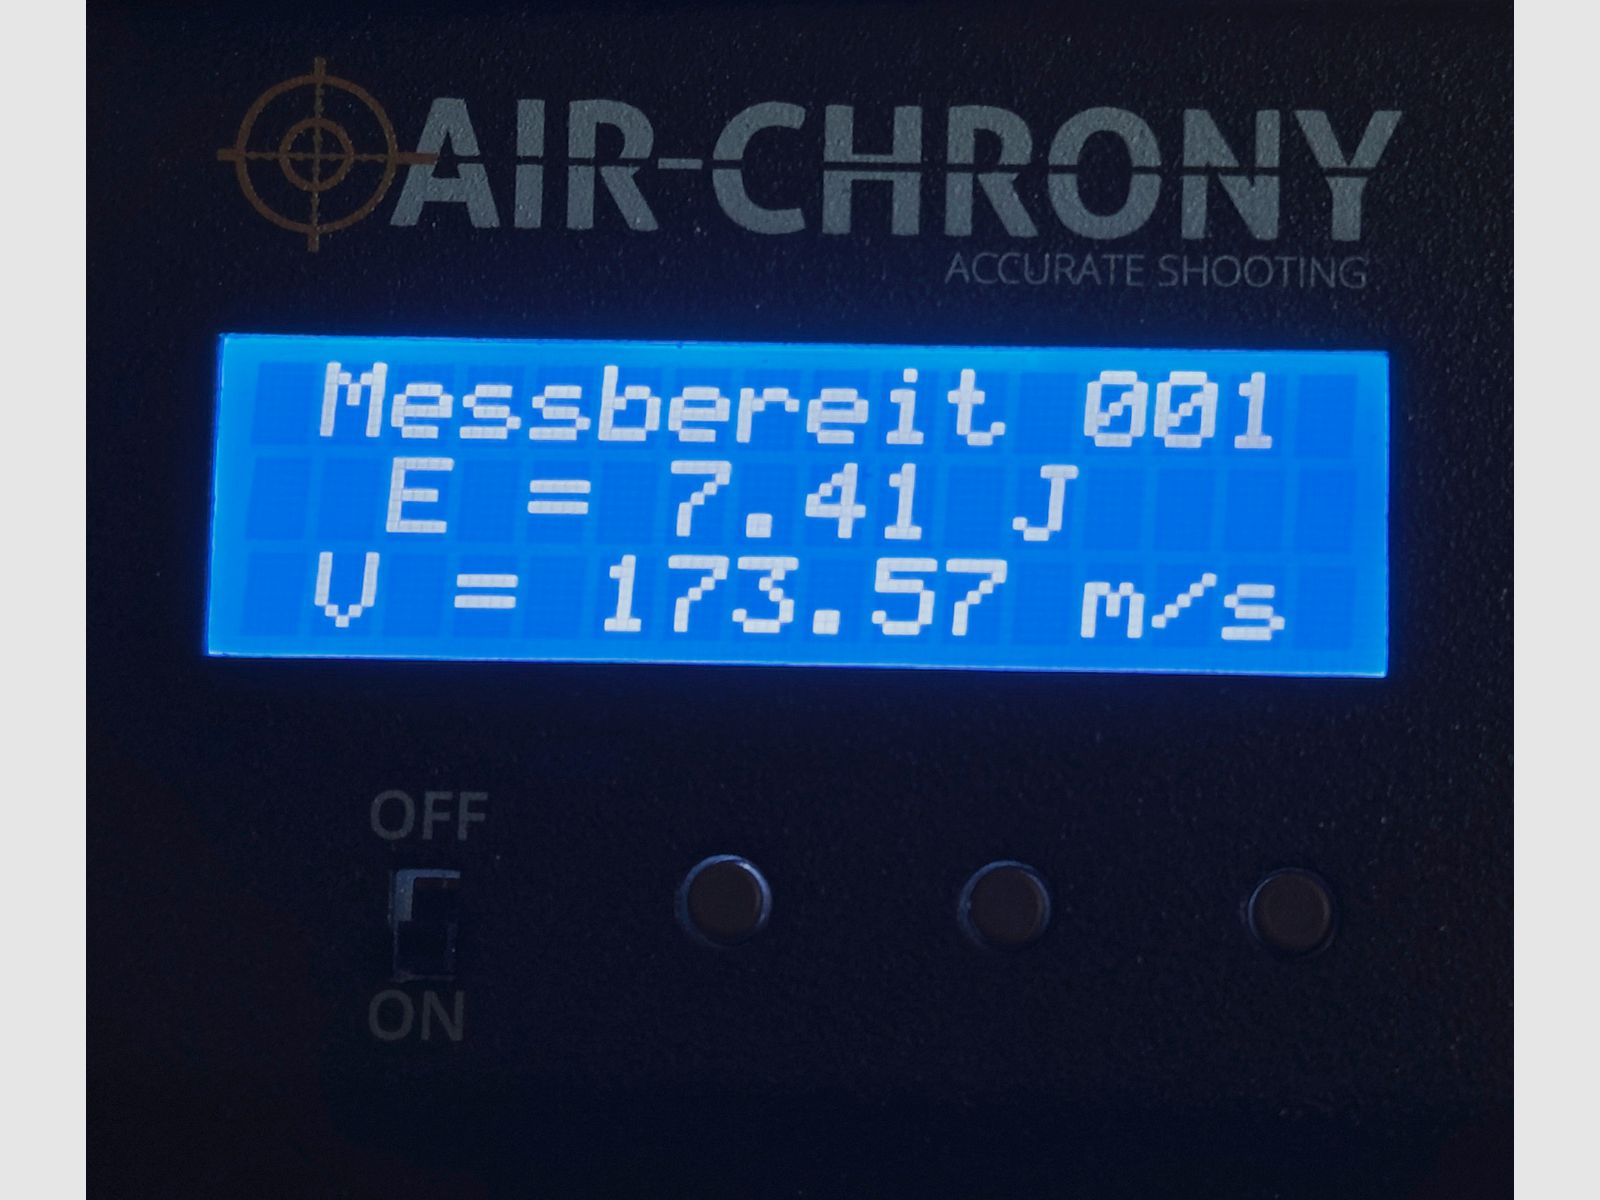 AIR-CHRONY
ACCURATE SHOOTING
Messbereit 001
E = 7.41 J
V = 173.57 m/s
OFF
ON